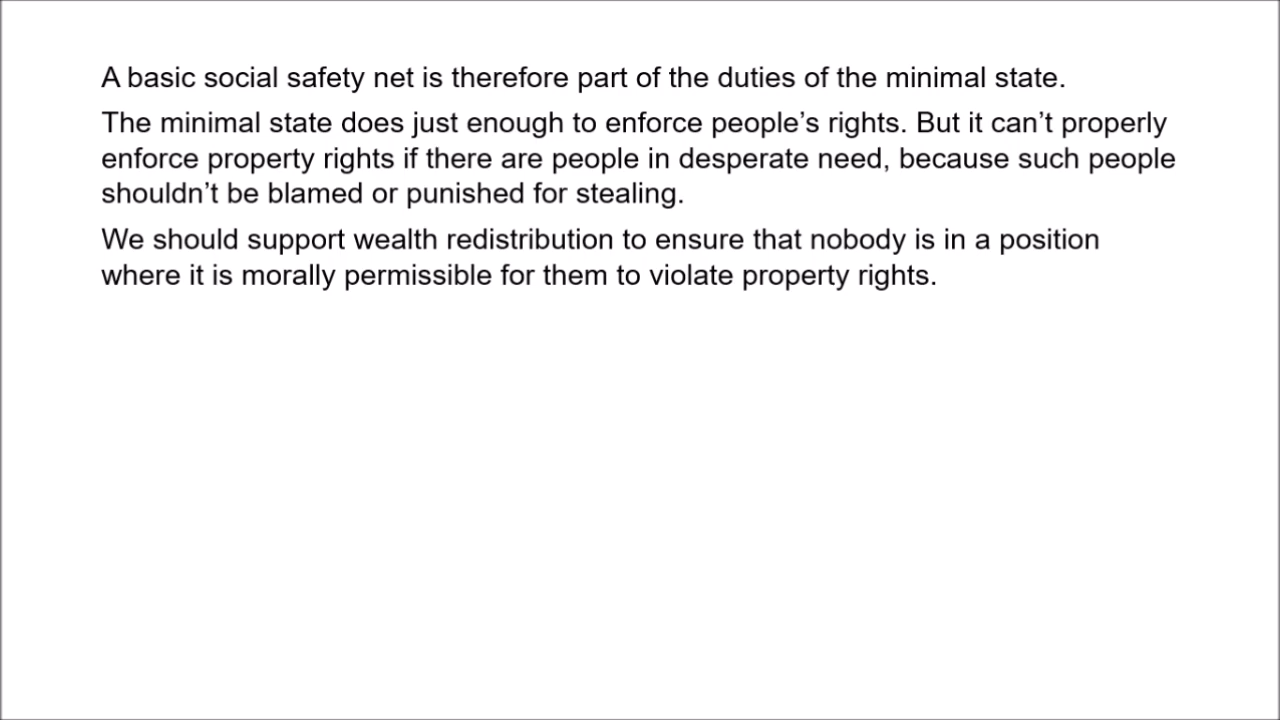 A basic social safety net is therefore part of the duties of the minimal state.
The minimal state does just enough to enforce people’s rights. But it can’t properly
enforce property rights if there are people in desperate need, because such people
shouldn’t be blamed or punished for stealing.
We should support wealth redistribution to ensure that nobody is in a position
where it is morally permissible for them to violate property rights.